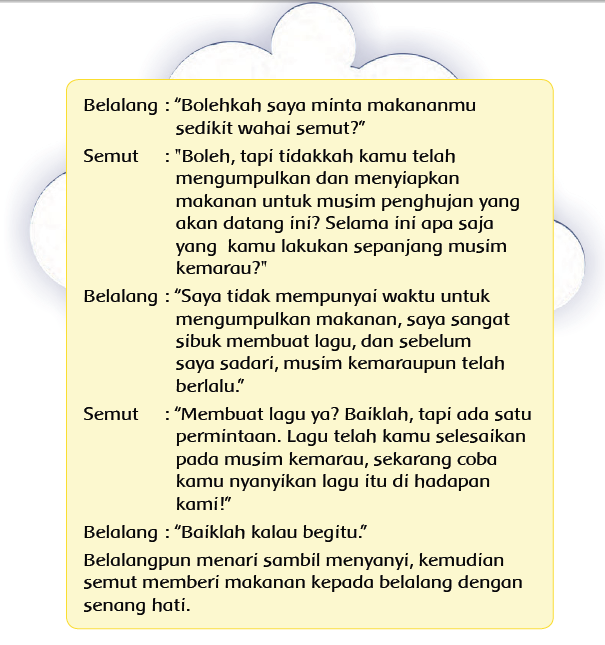 Belalang : “Bolehkah saya minta makananmu
sedikit wahai semut?”
Semut : "Boleh, tapi tidakkah kamu telah
mengumpulkan dan menyiapkan
makanan untuk musim penghujan yang
akan datang ini? Selama ini apa saja
yang kamu lakukan sepanjang musim
kemarau?"
Belalang : “Saya tidak mempunyai waktu untuk
mengumpulkan makanan, saya sangat
sibuk membuat lagu, dan sebelum
saya sadari, musim kemaraupun telah
berlalu.”
Semut : “Membuat lagu ya? Baiklah, tapi ada satu
permintaan. Lagu telah kamu selesaikan
pada musim kemarau, sekarang coba
kamu nyanyikan lagu itu di hadapan
kami!”
Belalang : “Baiklah kalau begitu.”
Belalangpun menari sambil menyanyi, kemudian
semut memberi makanan kepada belalang dengan
senang hati.